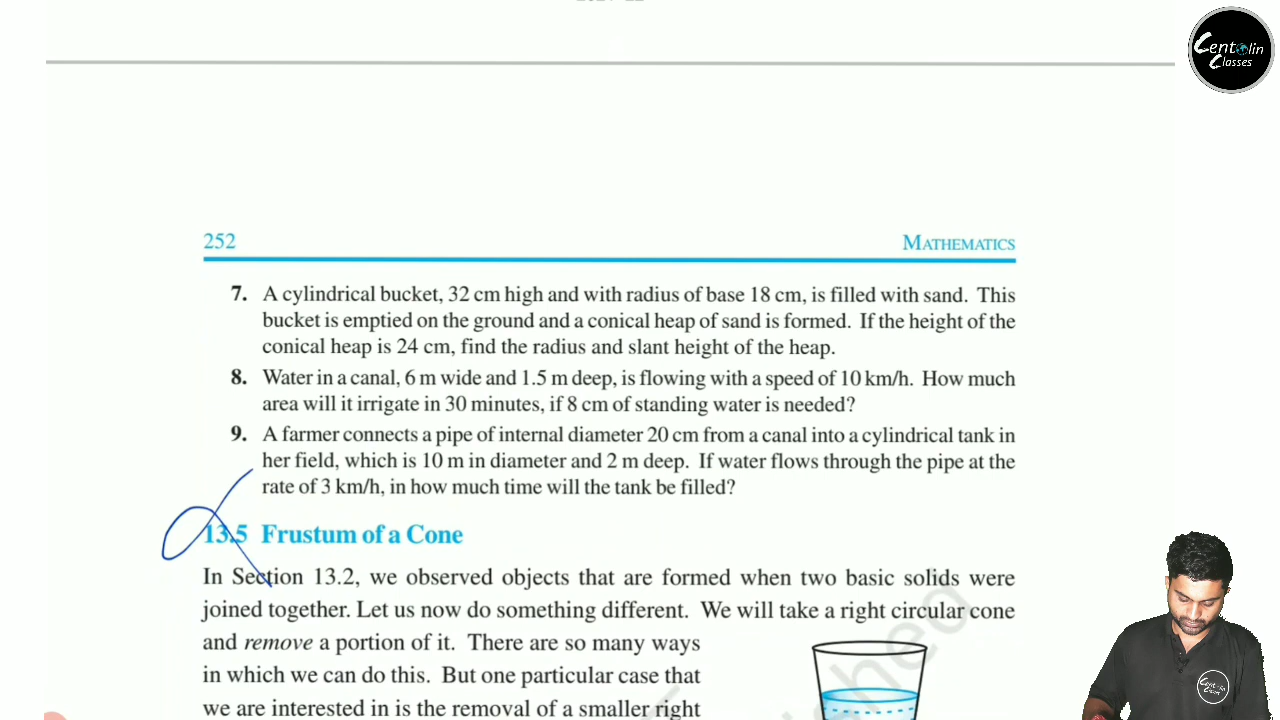 Centolin
Classes
252 MATHEMATICS
7. A cylindrical bucket, 32 cm high and with radius of base 18 cm, is filled with sand. This
bucket is emptied on the ground and a conical heap of sand is formed. If the height of the
conical heap is 24 cm, find the radius and slant height of the heap.
8. Water in a canal, 6 m wide and 1.5 m deep, is flowing with a speed of 10 km/h. How much
area will it irrigate in 30 minutes, if 8 cm of standing water is needed?
9. A farmer connects a pipe of internal diameter 20 cm from a canal into a cylindrical tank in
her field, which is 10 m in diameter and 2 m deep. If water flows through the pipe at the
rate of 3 km/h, in how much time will the tank be filled?
13.5 Frustum of a Cone
In Section 13.2, we observed objects that are formed when two basic solids were
joined together. Let us now do something different. We will take a right circular cone
and remove a portion of it. There are so many ways
in which we can do this. But one particular case that
we are interested in is the removal of a smaller right
Centolin
Classes